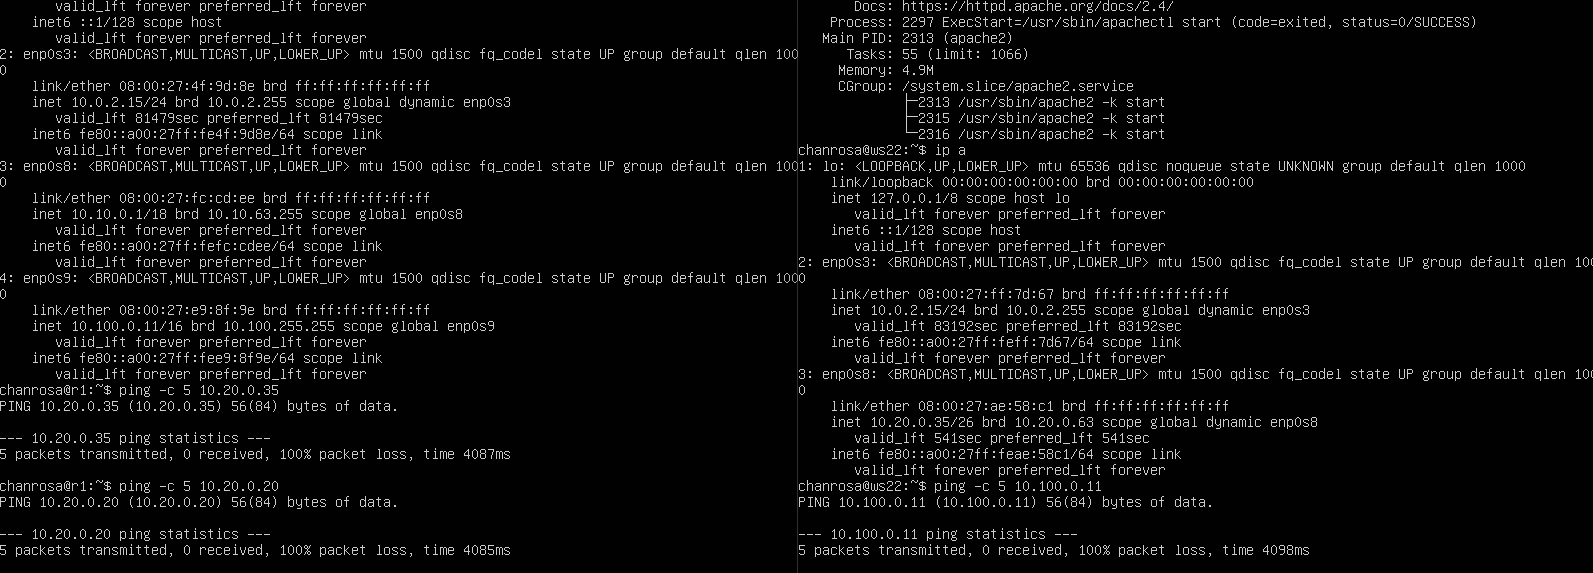 valid_lft forever preferred_lft forever
inet6 ::1/128 scope host
valid_lft forever preferred_lft forever
2: enp0s3: <BROADCAST,MULTICAST,UP,LOWER_UP> mtu 1500 qdisc fq_codel state UP group default qlen 100
0
link/ether 08:00:27:4f:9d:8e brd ff:ff:ff:ff:ff:ff
inet 10.0.2.15/24 brd 10.0.2.255 scope global dynamic enp0s3
valid_lft 81479sec preferred_lft 81479sec
inet6 fe80::a00:27ff:fe4f:9d8e/64 scope link
valid_lft forever preferred_lft forever
3: enp0s8: <BROADCAST,MULTICAST,UP,LOWER_UP> mtu 1500 qdisc fq_codel state UP group default qlen 100
0
link/ether 08:00:27:fc:cd:ee brd ff:ff:ff:ff:ff:ff
inet 10.10.0.1/18 brd 10.10.63.255 scope global enp0s8
valid_lft forever preferred_lft forever
inet6 fe80::a00:27ff:fefc:cdee/64 scope link
valid_lft forever preferred_lft forever
4: enp0s9: <BROADCAST,MULTICAST,UP,LOWER_UP> mtu 1500 qdisc fq_codel state UP group default qlen 100
0
link/ether 08:00:27:e9:8f:9e brd ff:ff:ff:ff:ff:ff
inet 10.100.0.11/16 brd 10.100.255.255 scope global enp0s9
valid_lft forever preferred_lft forever
inet6 fe80::a00:27ff:fee9:8f9e/64 scope link
valid_lft forever preferred_lft forever
chanrosa@r1:~$ ping -c 5 10.20.0.35
PING 10.20.0.35 (10.20.0.35) 56(84) bytes of data.
--- 10.20.0.35 ping statistics ---
5 packets transmitted, 0 received, 100% packet loss, time 4087ms
chanrosa@r1:~$ ping -c 5 10.20.0.20
PING 10.20.0.20 (10.20.0.20) 56(84) bytes of data.
--- 10.20.0.20 ping statistics ---
5 packets transmitted, 0 received, 100% packet loss, time 4085ms
Docs: https://httpd.apache.org/docs/2.4/
Process: 2297 ExecStart=/usr/sbin/apachectl start (code=exited, status=0/SUCCESS)
Main PID: 2313 (apache2)
Tasks: 55 (limit: 1066)
Memory: 4.9M
CGroup: /system.slice/apache2.service
├─2313 /usr/sbin/apache2 -k start
├─2315 /usr/sbin/apache2 -k start
└─2316 /usr/sbin/apache2 -k start
chanrosa@ws22:~$ ip a
1: lo: <LOOPBACK,UP,LOWER_UP> mtu 65536 qdisc noqueue state UNKNOWN group default qlen 1000
link/loopback 00:00:00:00:00:00 brd 00:00:00:00:00:00
inet 127.0.0.1/8 scope host lo
valid_lft forever preferred_lft forever
inet6 ::1/128 scope host
valid_lft forever preferred_lft forever
2: enp0s3: <BROADCAST,MULTICAST,UP,LOWER_UP> mtu 1500 qdisc fq_codel state UP group default qlen 100
0
link/ether 08:00:27:ff:7d:67 brd ff:ff:ff:ff:ff:ff
inet 10.0.2.15/24 brd 10.0.2.255 scope global dynamic enp0s3
valid_lft 83192sec preferred_lft 83192sec
inet6 fe80::a00:27ff:feff:7d67/64 scope link
valid_lft forever preferred_lft forever
3: enp0s8: <BROADCAST,MULTICAST,UP,LOWER_UP> mtu 1500 qdisc fq_codel state UP group default qlen 100
0
link/ether 08:00:27:ae:58:c1 brd ff:ff:ff:ff:ff:ff
inet 10.20.0.35/26 brd 10.20.0.63 scope global dynamic enp0s8
valid_lft 541sec preferred_lft 541sec
inet6 fe80::a00:27ff:feae:58c1/64 scope link
valid_lft forever preferred_lft forever
chanrosa@ws22:~$ ping -c 5 10.100.0.11
PING 10.100.0.11 (10.100.0.11) 56(84) bytes of data.
--- 10.100.0.11 ping statistics ---
5 packets transmitted, 0 received, 100% packet loss, time 4098ms